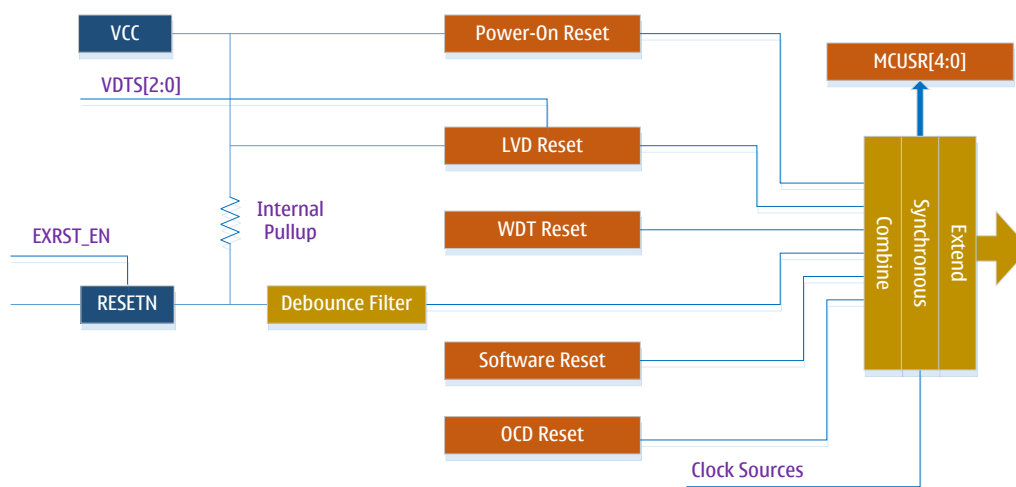 VCC
Power-On Reset
MCUSR[4:0]
VDTS[2:0]
LVD Reset
Internal
Pullup
WDT Reset
EXRST_EN
RESETN
Debounce Filter
Combine
Synchronous
Extend
Software Reset
OCD Reset
Clock Sources